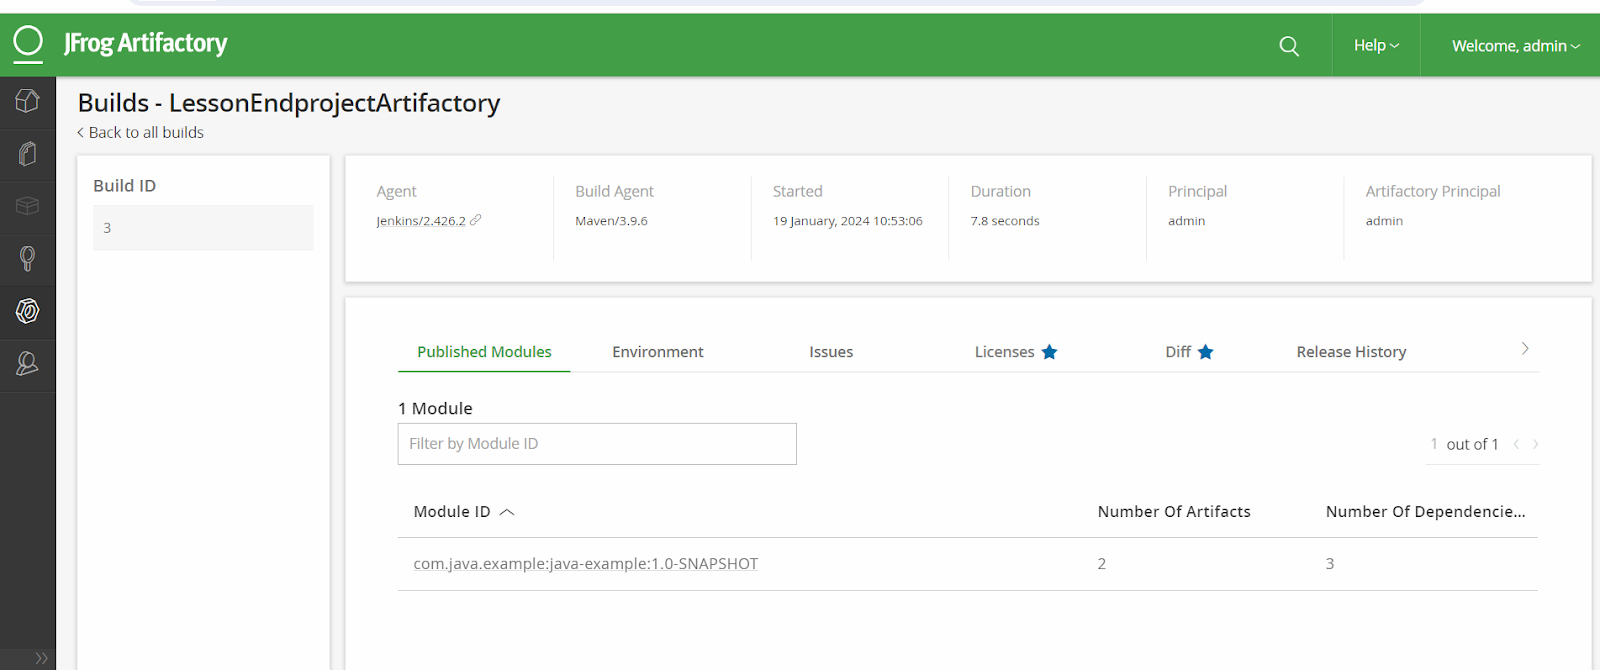 JFrog Artifactory
Help
Welcome, admin
Builds - LessonEndprojectArtifactory
< Back to all builds
Build ID
3
Agent
Build Agent
Started
Duration
Principal
Artifactory Principal
Jenkins/2.426.2
Maven/3.9.6
19 January, 2024 10:53:06
7.8 seconds
admin
admin
Published Modules
Environment
Issues
Licenses
Diff
Release History
1 Module
Filter by Module ID
1 out of 1
Module ID
Number Of Artifacts
Number Of Dependencie...
com.java.example:java-example:1.0-SNAPSHOT
2
3